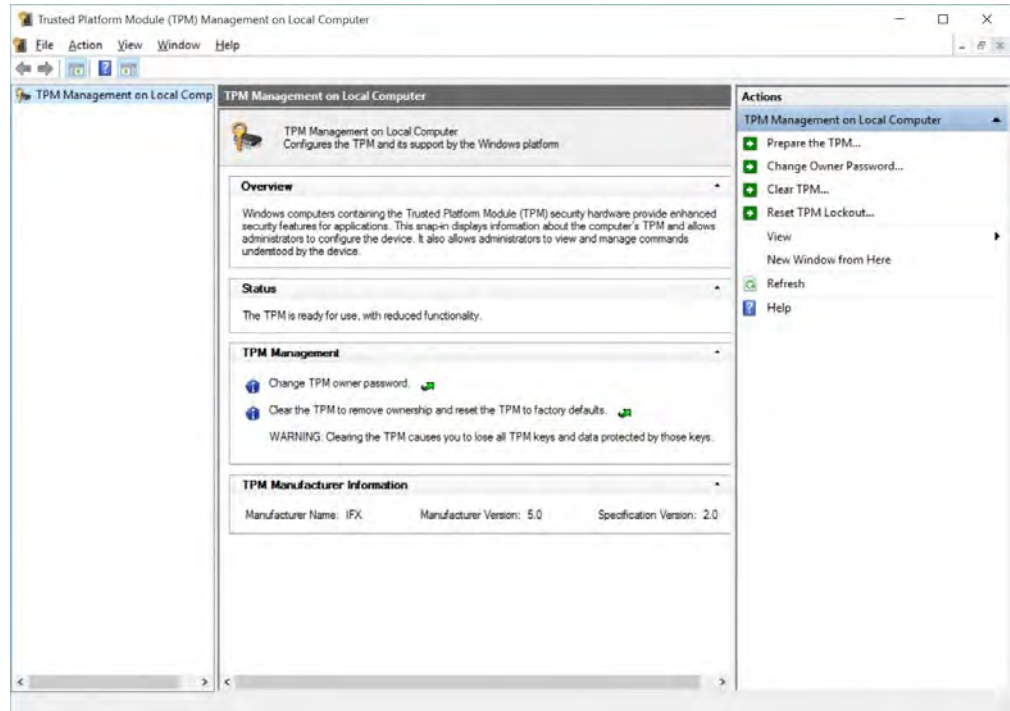 Trusted Platform Module (TPM) Management on Local Computer
File Action View Window Help
TPM Management on Local Comp
TPM Management on Local Computer
TPM Management on Local Computer
Configures the TPM and its support by the Windows platform
Overview
Windows computers containing the Trusted Platform Module (TPM) security hardware provide enhanced
security features for applications. This snap-in displays information about the computer's TPM and allows
administrators to configure the device. It also allows administrators to view and manage commands
understood by the device.
Status
The TPM is ready for use, with reduced functionality.
TPM Management
Change TPM owner password.
Clear the TPM to remove ownership and reset the TPM to factory defaults.
WARNING: Clearing the TPM causes you to lose all TPM keys and data protected by those keys.
TPM Manufacturer Information
Manufacturer Name: IFX Manufacturer Version: 5.0 Specification Version: 2.0
Actions
TPM Management on Local Computer
Prepare the TPM...
Change Owner Password...
Clear TPM...
Reset TPM Lockout...
View
New Window from Here
Refresh
Help